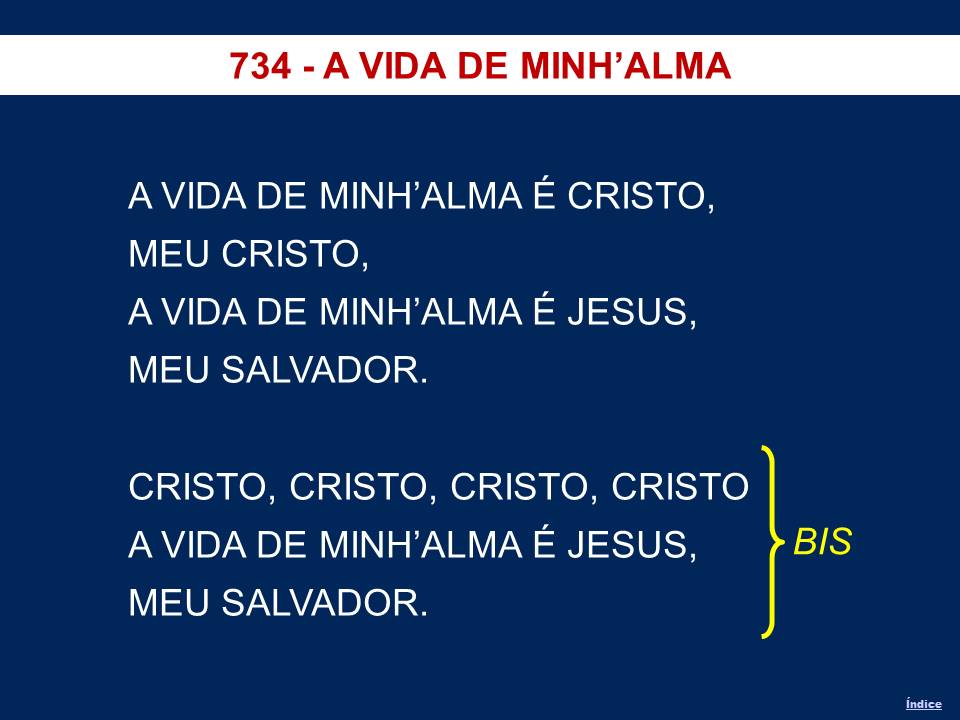 734 - A VIDA DE MINH’ALMA
A VIDA DE MINH’ALMA É CRISTO,
MEU CRISTO,
A VIDA DE MINH’ALMA É JESUS,
MEU SALVADOR.
CRISTO, CRISTO, CRISTO, CRISTO
A VIDA DE MINH’ALMA É JESUS,
MEU SALVADOR.
BIS
Índice